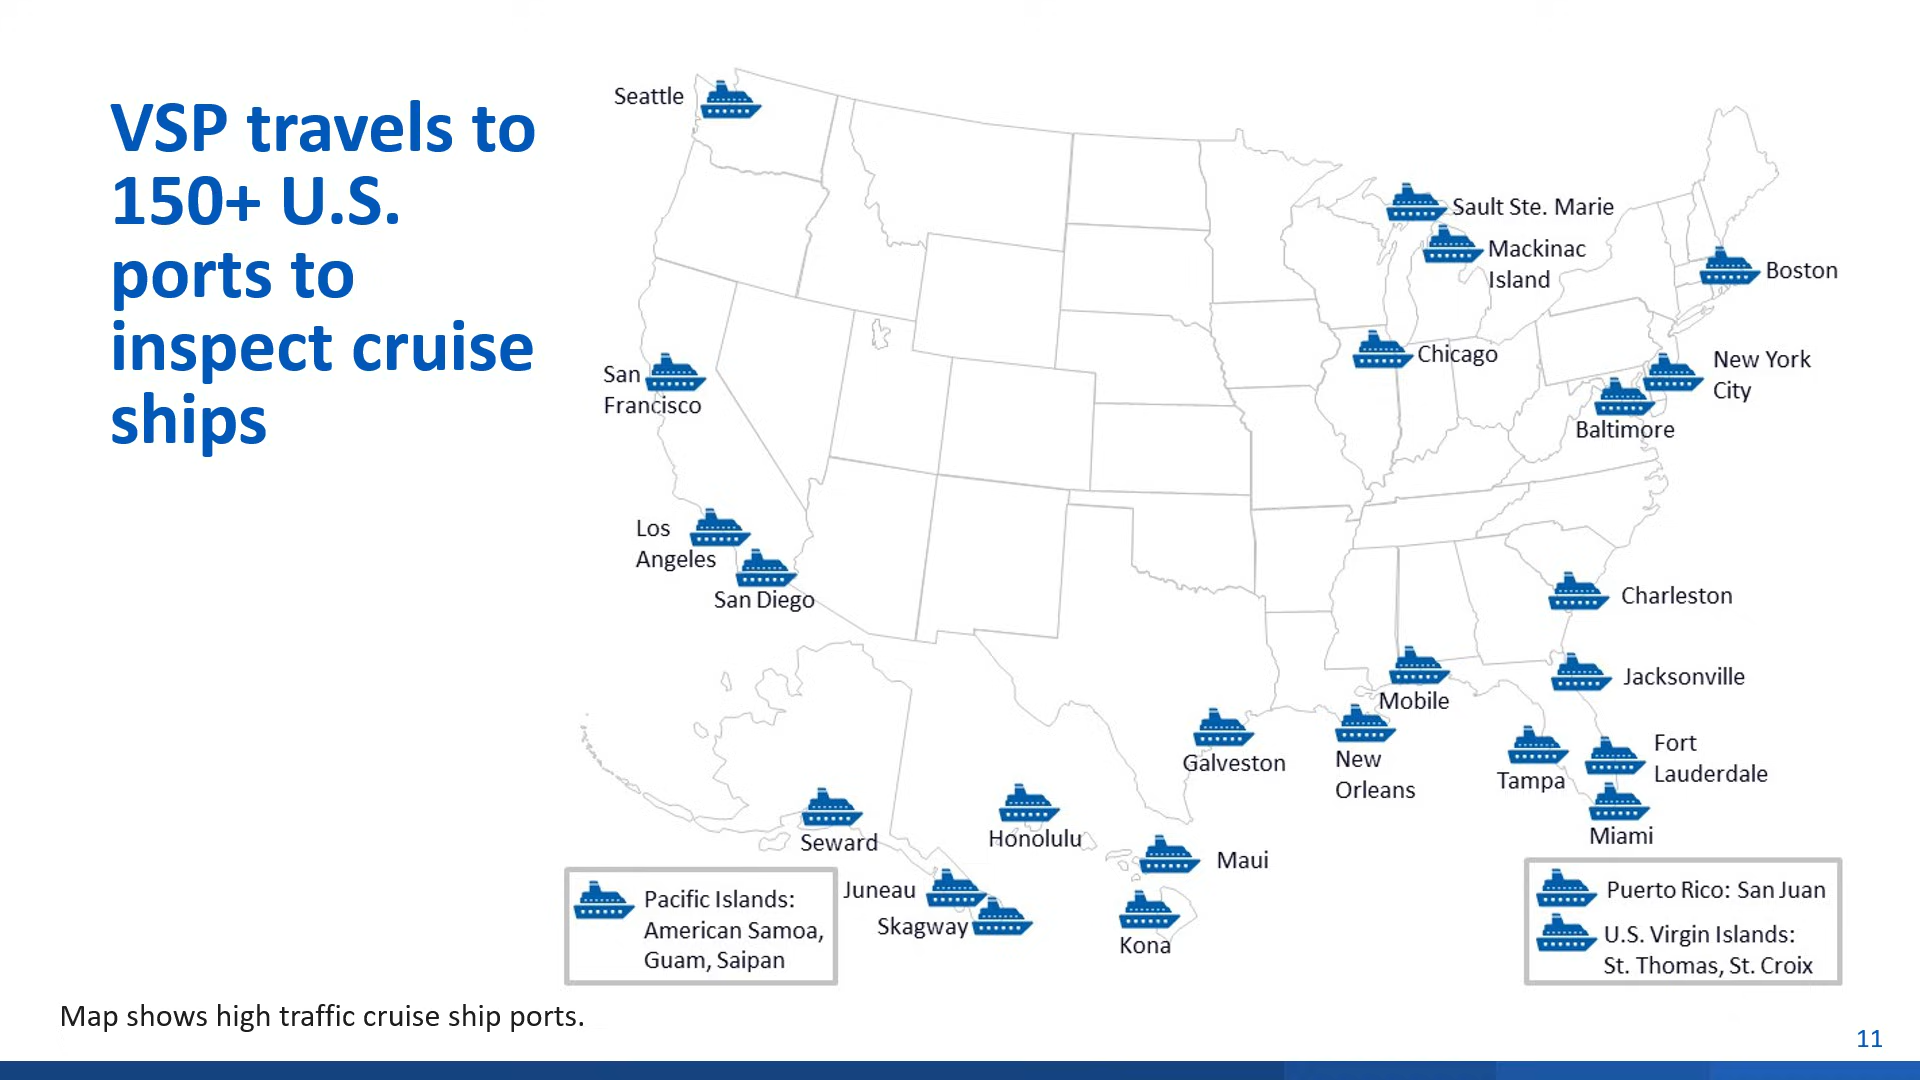 VSP travels to
150+ U.S.
ports to
inspect cruise
ships
Seattle
Sault Ste. Marie
Mackinac
Island
Boston
Chicago
New York
City
Baltimore
San
Francisco
Los
Angeles
San Diego
Charleston
Jacksonville
Mobile
Galveston
New
Orleans
Tampa
Fort
Lauderdale
Miami
Seward
Honolulu
Maui
Juneau
Skagway
Kona
Pacific Islands:
American Samoa,
Guam, Saipan
Puerto Rico: San Juan
U.S. Virgin Islands:
St. Thomas, St. Croix
Map shows high traffic cruise ship ports.
11